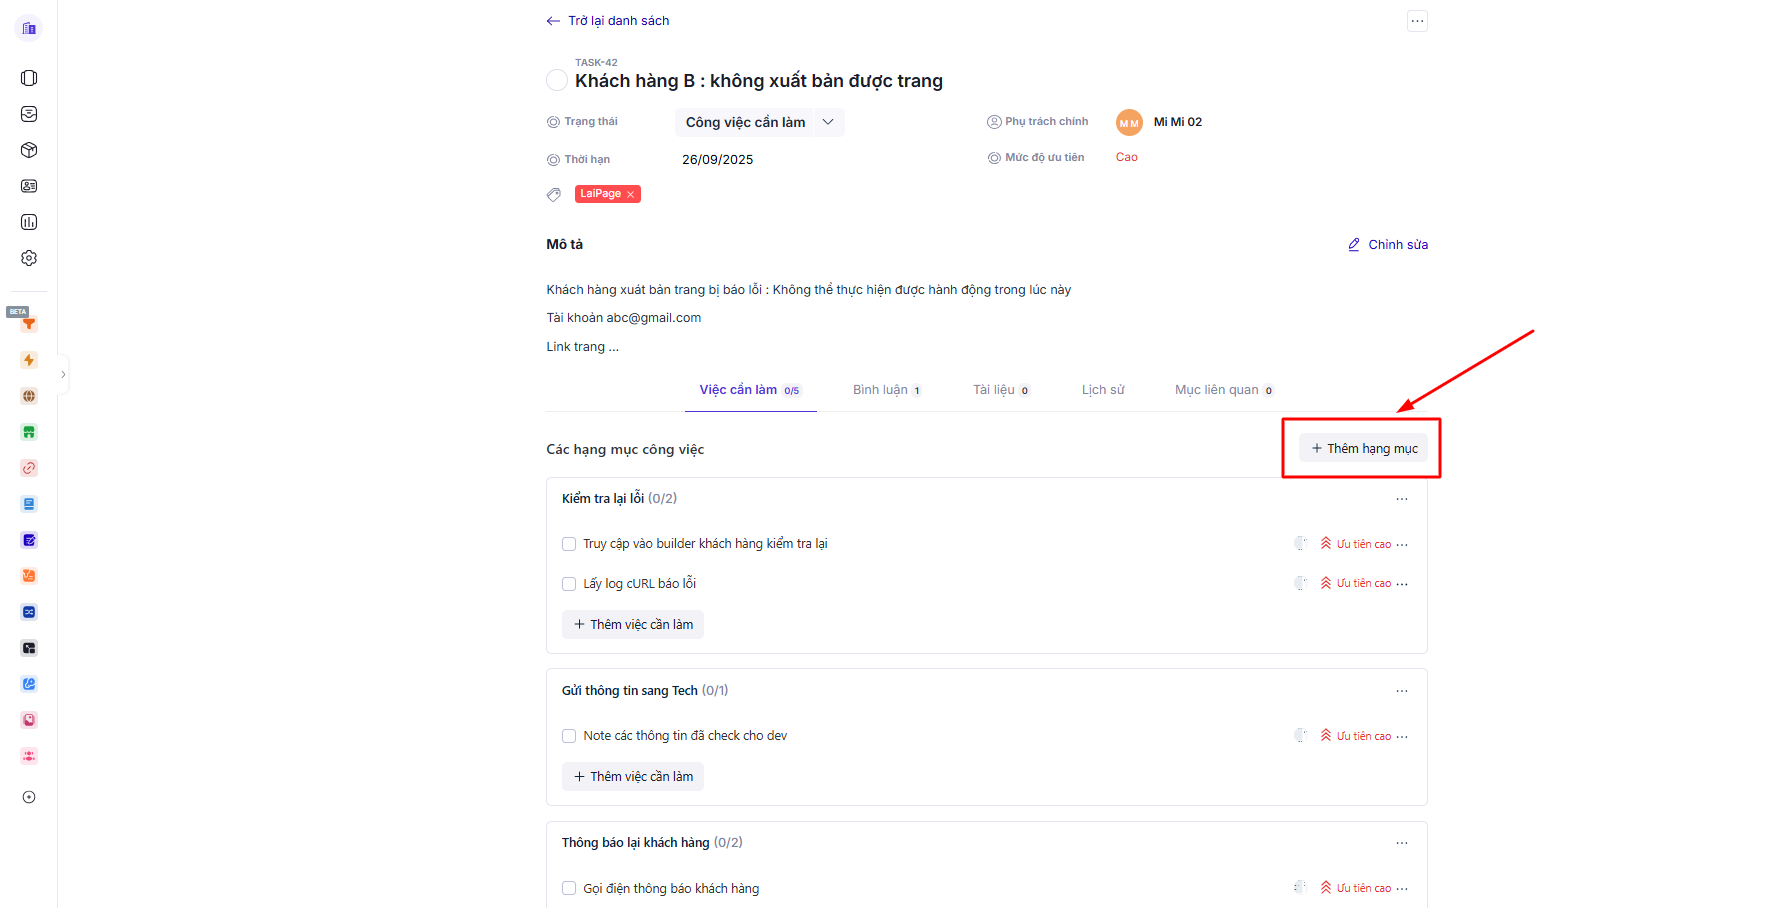 Trở lại danh sách
TASK-42
Khách hàng B : không xuất bản được trang
Trạng thái
Công việc cần làm
Phụ trách chính
MM
Mi Mi 02
Thời hạn
26/09/2025
Mức độ ưu tiên
Cao
LaiPage
Mô tả
Chỉnh sửa
BETA
Khách hàng xuát bản trang bị báo lỗi : Không thể thực hiện được hành động trong lúc này
Tài khoản abc@gmail.com
Link trang ...
Việc cần làm 0/5
Bình luận 1
Tài liệu 0
Lịch sử
Mục liên quan 0
Các hạng mục công việc
+ Thêm hạng mục
Kiểm tra lại lỗi (0/2)
Truy cập vào builder khách hàng kiểm tra lại
Ưu tiên cao
Lấy log cURL báo lỗi
Ưu tiên cao
+ Thêm việc cần làm
Gửi thông tin sang Tech (0/1)
Note các thông tin đã check cho dev
Ưu tiên cao
+ Thêm việc cần làm
Thông báo lại khách hàng (0/2)
Gọi điện thông báo khách hàng
Ưu tiên cao